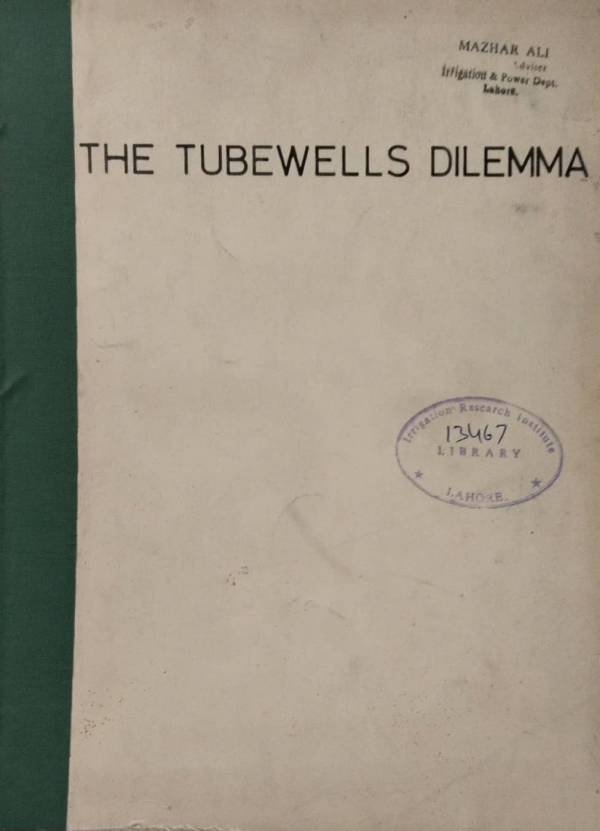 MAZHAR ALI
Adviser
Irrigation & Power Dept.
Lahore.
THE TUBEWELLS DILEMMA
Irrigation Research Institute
13467
LIBRARY
LAHORE.